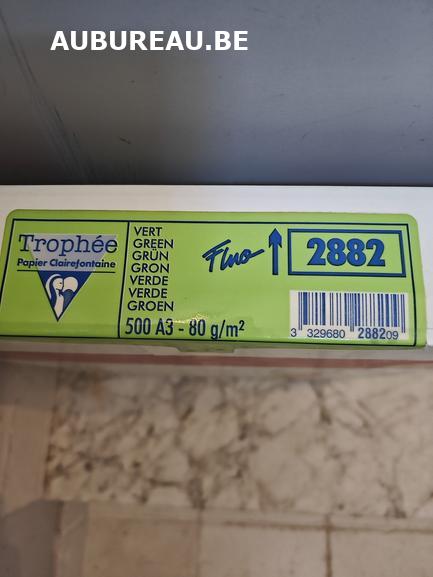 AUBUREAU.BE
Trophée
Papier Clairefontaine
VERT
GREEN
GRÜN
GRON
VERDE
VERDE
GROEN
500 A3 - 80 g/m²
Fluo
2882
3 329680 288209